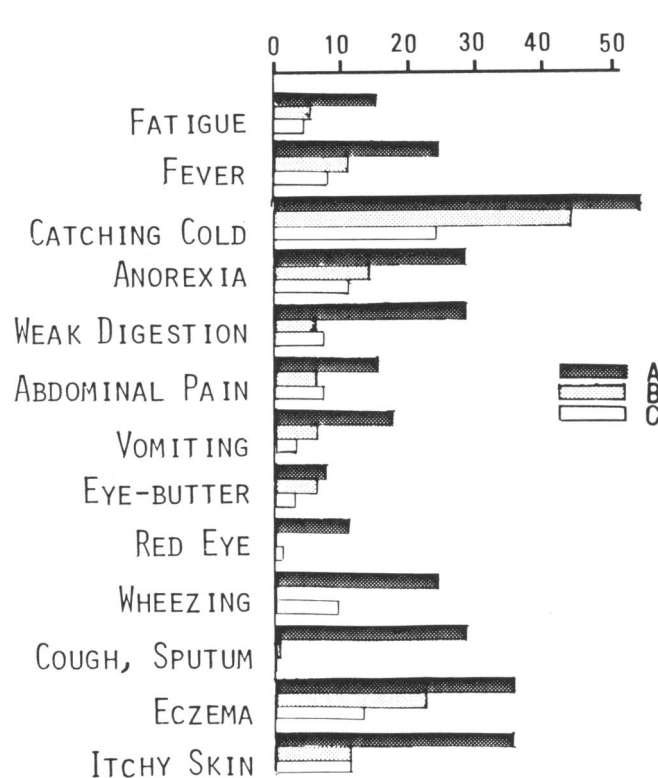 0 10 20 30 40 50
FATIGUE
FEVER
CATCHING COLD
ANOREXIA
WEAK DIGESTION
ABDOMINAL PAIN
A
B
C
VOMITING
EYE-BUTTER
RED EYE
WHEEZING
COUGH, SPUTUM
ECZEMA
ITCHY SKIN